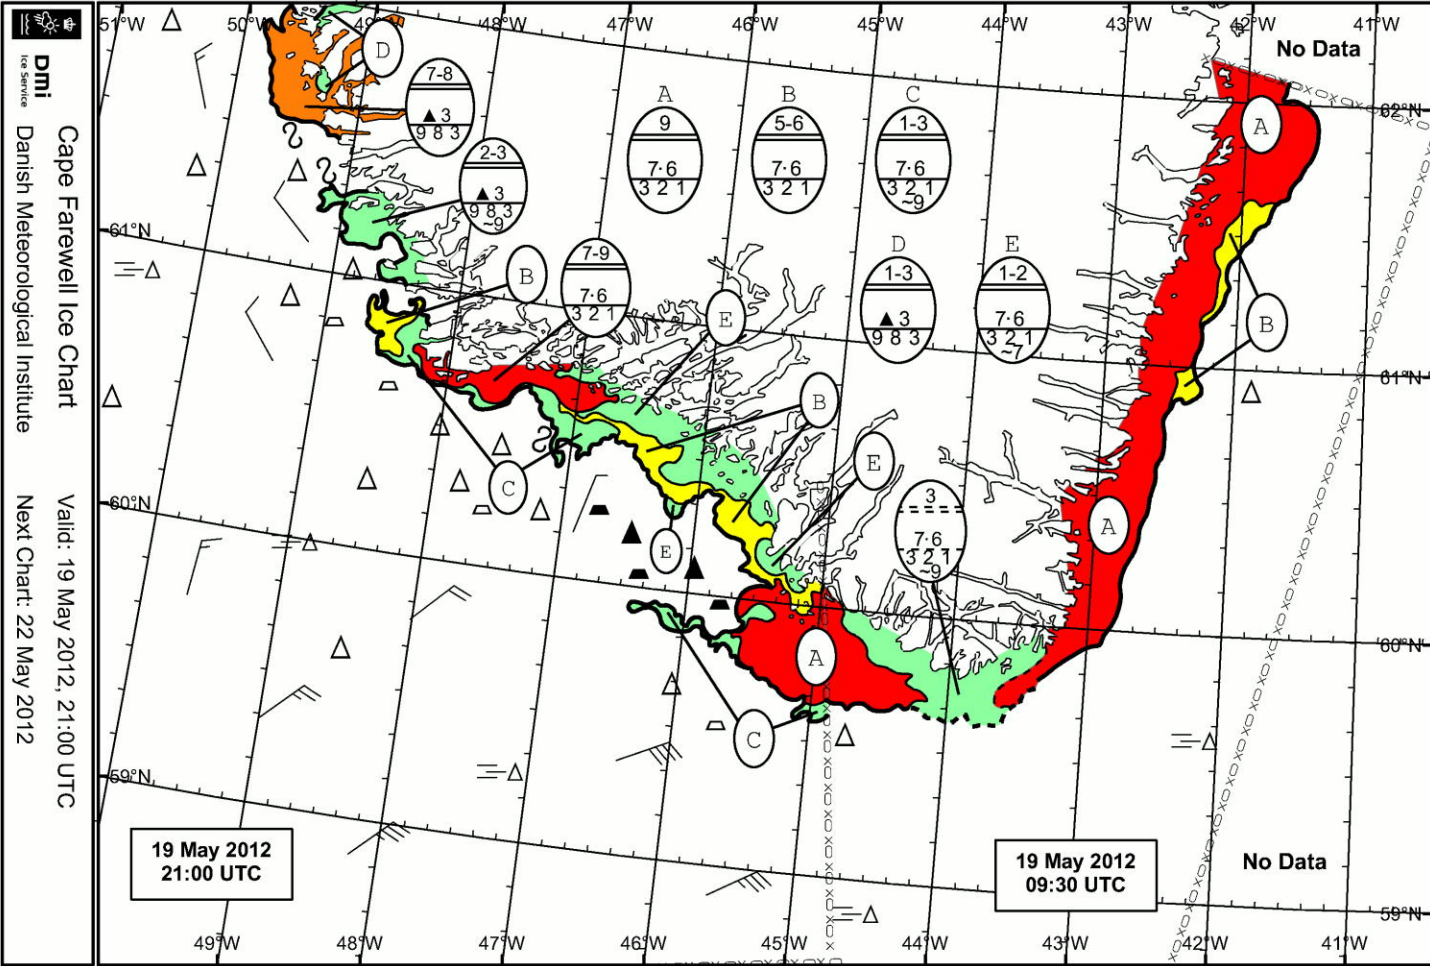 DMI
Ice Service
Cape Farewell Ice Chart
Danish Meteorological Institute
Valid: 19 May 2012, 21:00 UTC
Next Chart: 22 May 2012
51°W 50°W 49°W 48°W 47°W 46°W 45°W 44°W 43°W 42°W 41°W
No Data
D
7-8
▲3
9 8 3
2-3
▲3
9 8 3
~9
A
9
7·6
3 2 1
B
5-6
7·6
3 2 1
C
1-3
7·6
3 2 1
~9
A
62°N
61°N
B
7-9
7·6
3 2 1
E
D
1-3
▲3
9 8 3
E
1-2
7·6
3 2 1
~7
B
61°N
B
E
C
3
7·6
3 2 1
~9
60°N
E
A
A
60°N
C
59°N
19 May 2012
21:00 UTC
19 May 2012
09:30 UTC
No Data
59°N
49°W 48°W 47°W 46°W 45°W 44°W 43°W 42°W 41°W